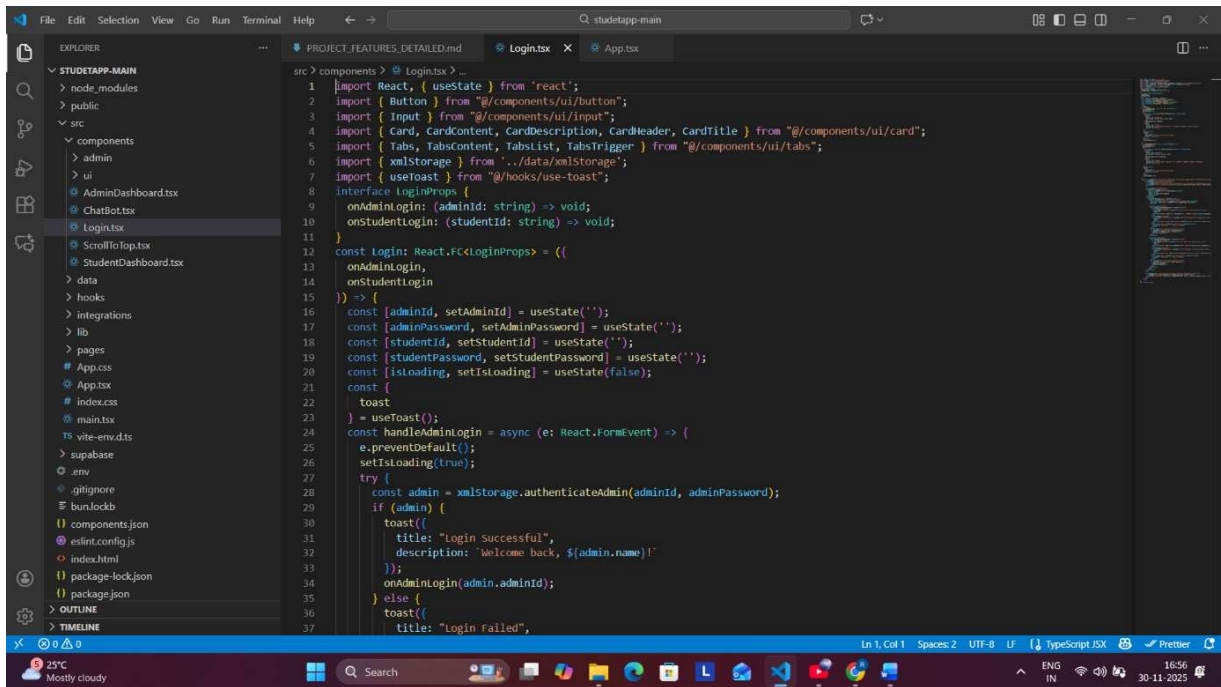 File Edit Selection View Go Run Terminal Help
studetapp-main
EXPLORER
STUDETAPP-MAIN
node_modules
public
src
components
admin
ui
AdminDashboard.tsx
ChatBot.tsx
Login.tsx
ScrollToTop.tsx
StudentDashboard.tsx
data
hooks
integrations
lib
pages
# App.css
App.tsx
# index.css
main.tsx
TS vite-env.d.ts
supabase
.env
.gitignore
bun.lockb
{} components.json
eslint.config.js
<> index.html
{} package-lock.json
{} package.json
OUTLINE
TIMELINE
PROJECT_FEATURES_DETAILED.md Login.tsx App.tsx
src > components > Login.tsx > ...
1 import React, { useState } from 'react';
2 import { Button } from "@/components/ui/button";
3 import { Input } from "@/components/ui/input";
4 import { Card, CardContent, CardDescription, CardHeader, CardTitle } from "@/components/ui/card";
5 import { Tabs, TabsContent, TabsList, TabsTrigger } from "@/components/ui/tabs";
6 import { xmlStorage } from '../data/xmlStorage';
7 import { useToast } from "@/hooks/use-toast";
8 interface LoginProps {
9 onAdminLogin: (adminId: string) => void;
10 onStudentLogin: (studentId: string) => void;
11 }
12 const Login: React.FC<LoginProps> = ({
13 onAdminLogin,
14 onStudentLogin
15 }) => {
16 const [adminId, setAdminId] = useState('');
17 const [adminPassword, setAdminPassword] = useState('');
18 const [studentId, setStudentId] = useState('');
19 const [studentPassword, setStudentPassword] = useState('');
20 const [isLoading, setIsLoading] = useState(false);
21 const {
22 toast
23 } = useToast();
24 const handleAdminLogin = async (e: React.FormEvent) => {
25 e.preventDefault();
26 setIsLoading(true);
27 try {
28 const admin = xmlStorage.authenticateAdmin(adminId, adminPassword);
29 if (admin) {
30 toast({
31 title: "Login Successful",
32 description: `Welcome back, ${admin.name}!`
33 });
34 onAdminLogin(admin.adminId);
35 } else {
36 toast({
37 title: "Login Failed",
0 0 Ln 1, Col 1 Spaces: 2 UTF-8 LF {} TypeScript JSX Prettier
5 25°C
Mostly cloudy
Search
L
ENG
IN
16:56
30-11-2025